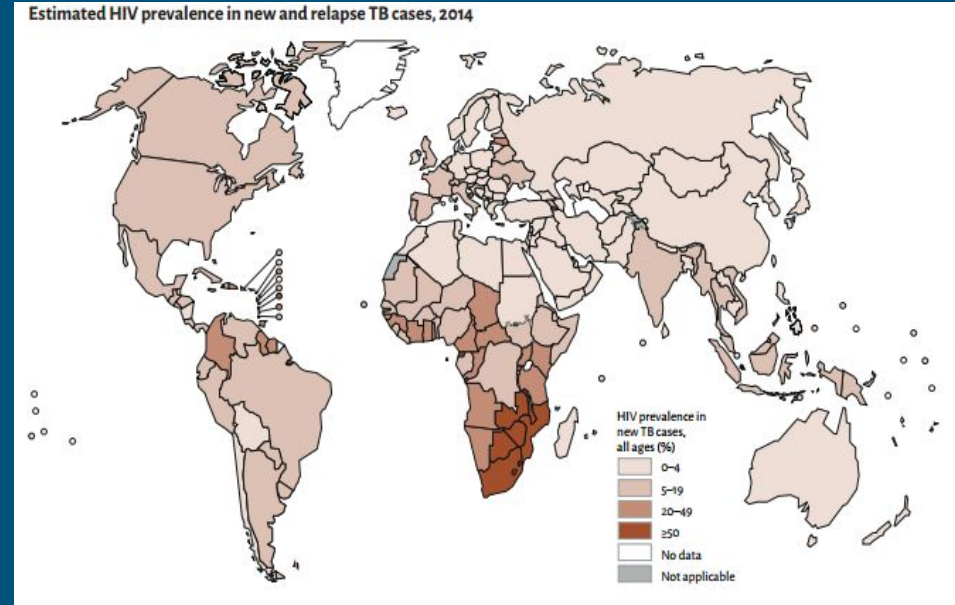 Estimated HIV prevalence in new and relapse TB cases, 2014
HIV prevalence in
new TB cases,
all ages (%)
0–4
5–19
20–49
≥50
No data
Not applicable